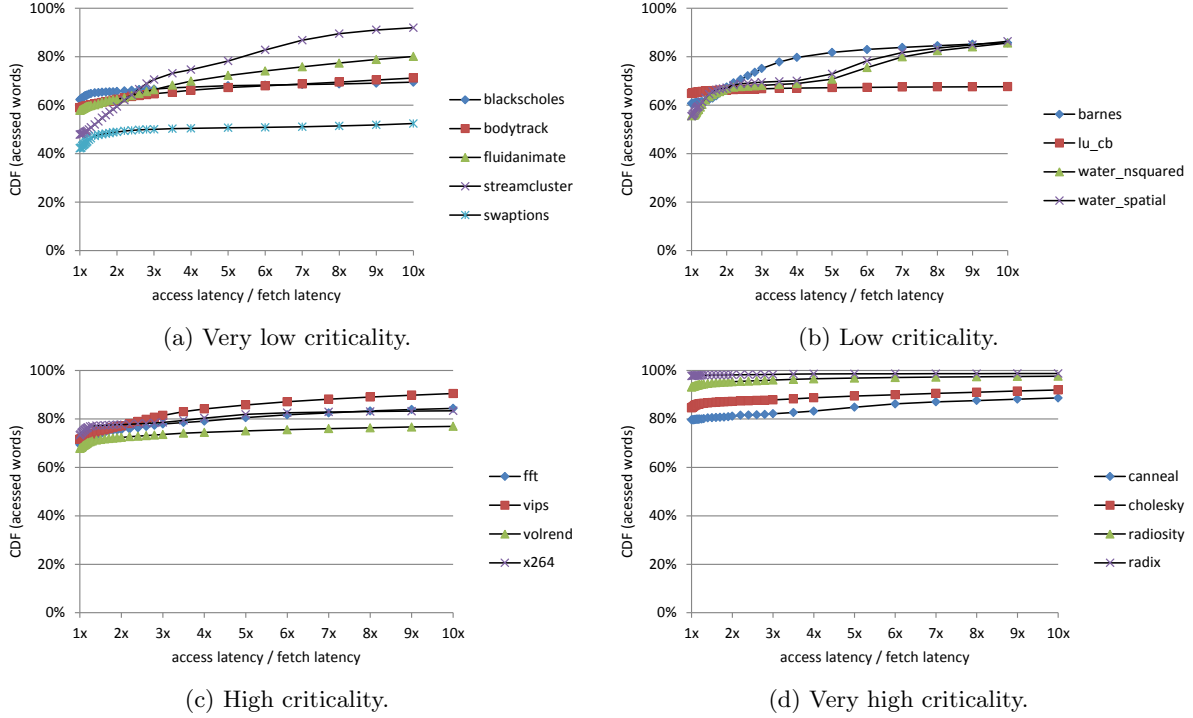 100%
80%
60%
40%
20%
0%
CDF (acessed words)
1x 2x 3x 4x 5x 6x 7x 8x 9x 10x
access latency / fetch latency
blackscholes
bodytrack
fluidanimate
streamcluster
swaptions
(a) Very low criticality.
100%
80%
60%
40%
20%
0%
CDF (acessed words)
1x 2x 3x 4x 5x 6x 7x 8x 9x 10x
access latency / fetch latency
barnes
lu_cb
water_nsquared
water_spatial
(b) Low criticality.
100%
80%
60%
40%
20%
0%
CDF (acessed words)
1x 2x 3x 4x 5x 6x 7x 8x 9x 10x
access latency / fetch latency
fft
vips
volrend
x264
(c) High criticality.
100%
80%
60%
40%
20%
0%
CDF (acessed words)
1x 2x 3x 4x 5x 6x 7x 8x 9x 10x
access latency / fetch latency
canneal
cholesky
radiosity
radix
(d) Very high criticality.